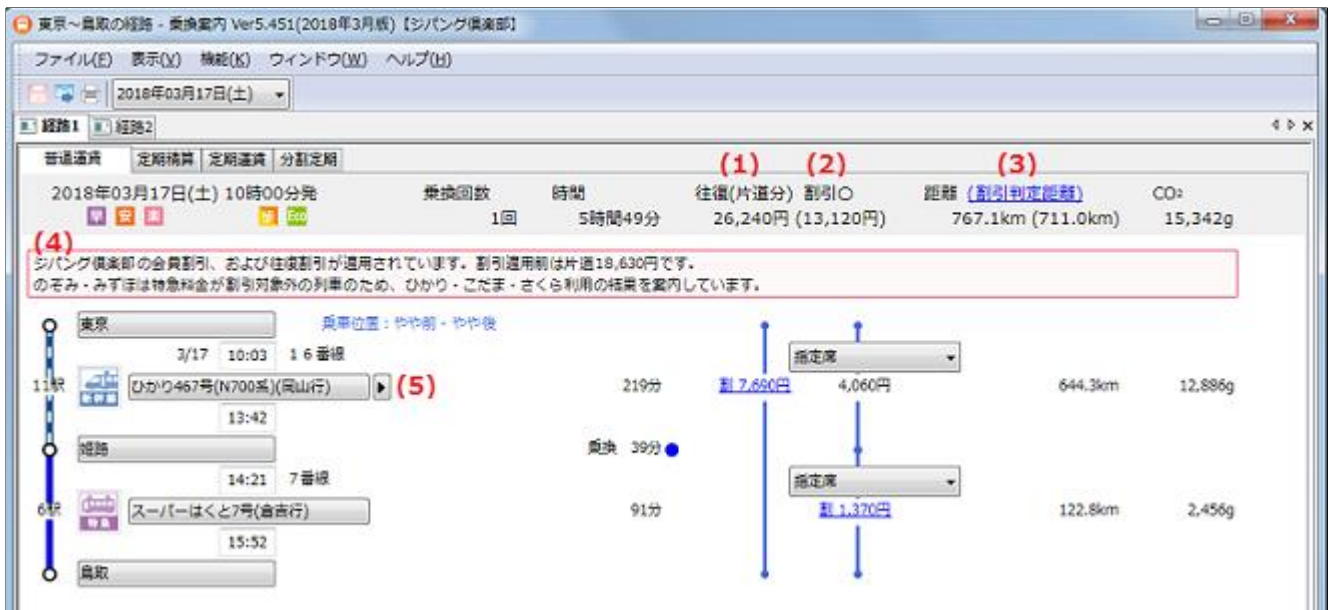 東京～鳥取の経路 - 乗換案内 Ver5.451(2018年3月版)【ジパング倶楽部】
ファイル(F) 表示(V) 機能(K) ウィンドウ(W) ヘルプ(H)
2018年03月17日(土)
経路1 経路2
普通運賃 定期積算 定期運賃 分割定期
(1) (2) (3)
2018年03月17日(土) 10時00分発 乗換回数 時間 往復(片道分) 割引〇 距離 (割引判定距離) CO2
早 安 楽 Eco 1回 5時間49分 26,240円 (13,120円) 767.1km (711.0km) 15,342g
(4)
ジパング倶楽部の会員割引、および往復割引が適用されています。割引適用前は片道18,630円です。
のぞみ・みずほは特急料金が割引対象外の列車のため、ひかり・こだま・さくら利用の結果を案内しています。
東京 乗車位置：やや前・やや後
3/17 10:03 16番線 指定席
11駅 新幹線 ひかり467号(N700系)(岡山行) (5) 219分 割 7,690円 4,060円 644.3km 12,886g
13:42
姫路 乗換 39分
14:21 7番線 指定席
6駅 特急 スーパーはくと7号(倉吉行) 91分 割 1,370円 122.8km 2,456g
15:52
鳥取